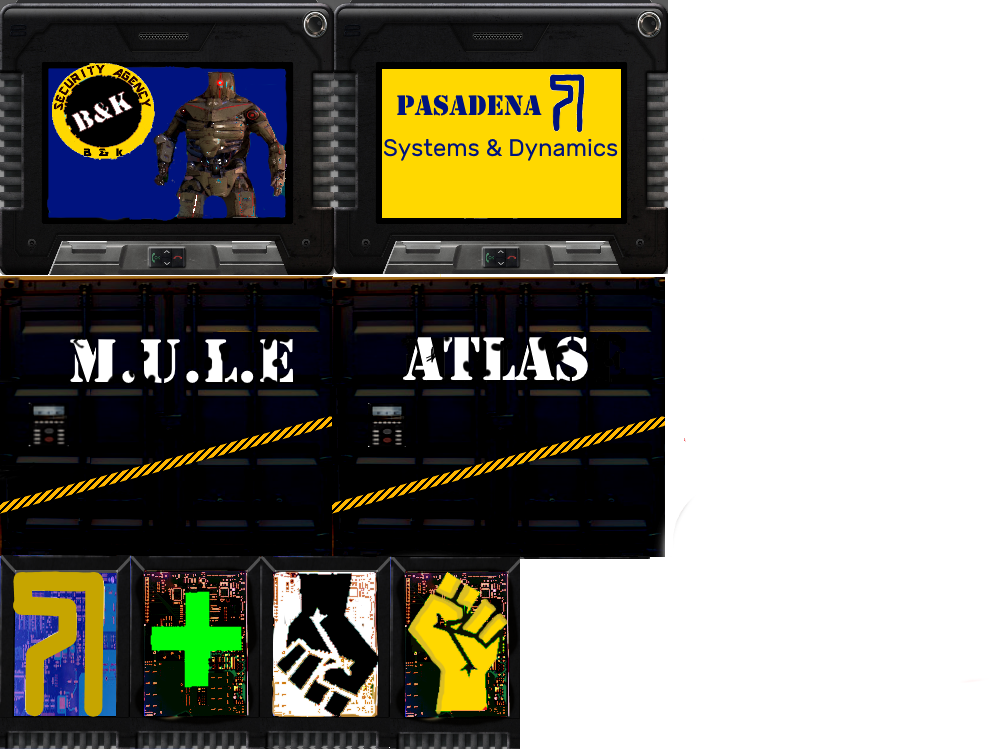 SECURITY AGENCY
B&K
B & K
PASADENA
Systems & Dynamics
M.U.L.E
ATLAS